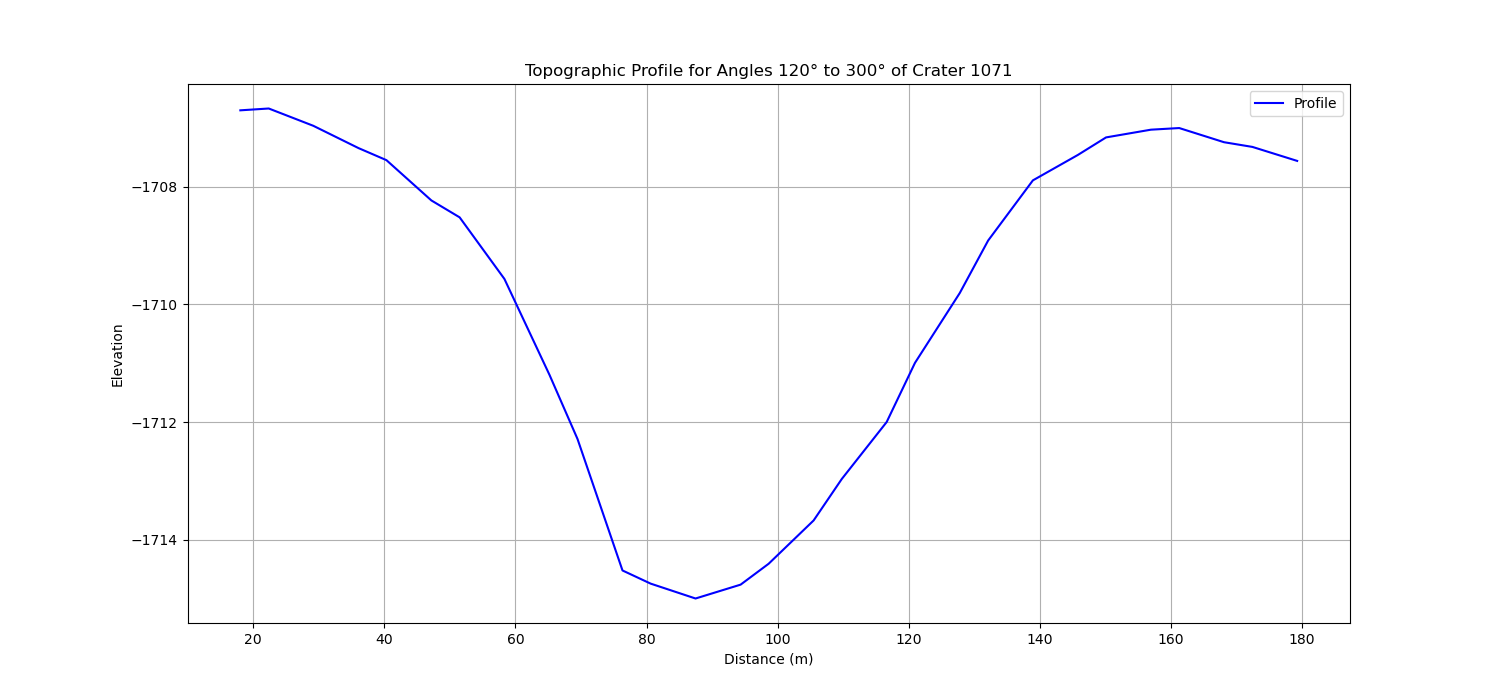 Topographic Profile for Angles 120° to 300° of Crater 1071
Profile
Elevation
−1708
−1710
−1712
−1714
20 40 60 80 100 120 140 160 180
Distance (m)